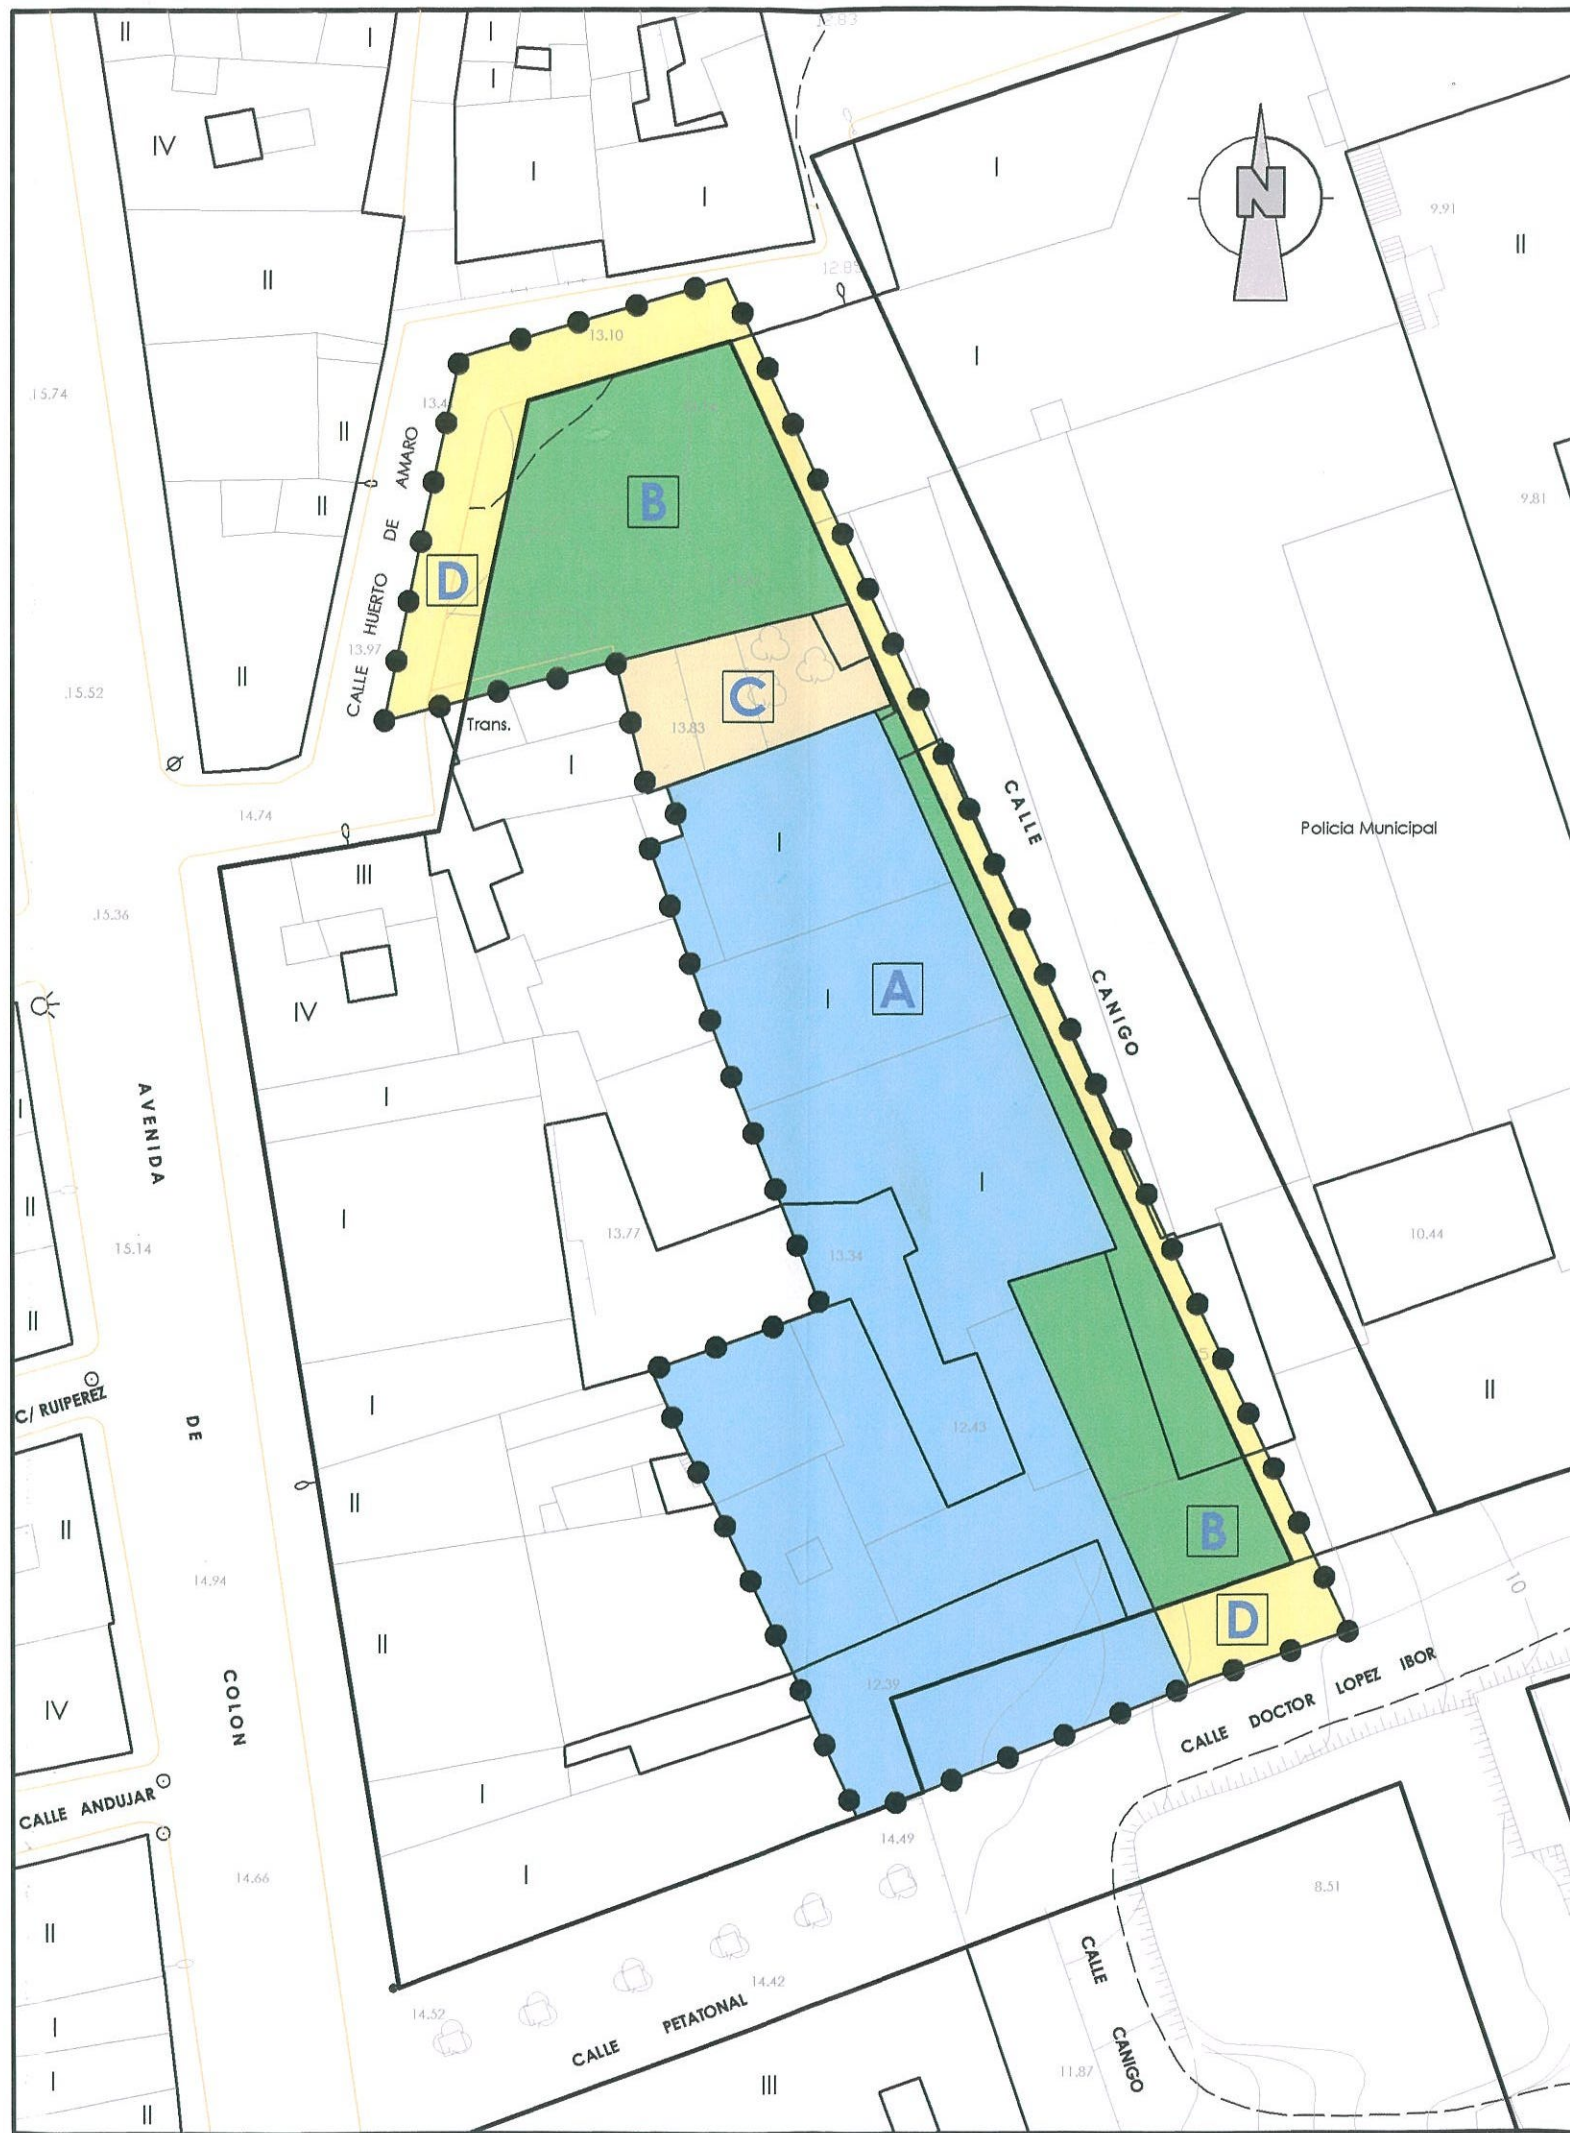 II
I
I
12.83
I
IV
I
I
I
N
9.91
II
II
12.85
13.10
I
15.74
II
13.4
B
II
9.81
CALLE HUERTO DE AMARO
D
13.97
II
15.52
C
Trans.
13.83
I
CALLE CANIGO
14.74
Policia Municipal
I
III
15.36
A
I
IV
I
I
AVENIDA DE COLON
I
II
I
13.77
10.44
15.14
13.34
II
I
II
C/ RUIPEREZ
12.43
II
II
B
14.94
10
D
II
12.39
IV
CALLE DOCTOR LOPEZ IBOR
I
CALLE ANDUJAR
14.49
I
14.66
8.51
II
CALLE CANIGO
14.42
14.52
CALLE PETATONAL
I
11.87
I
III
II